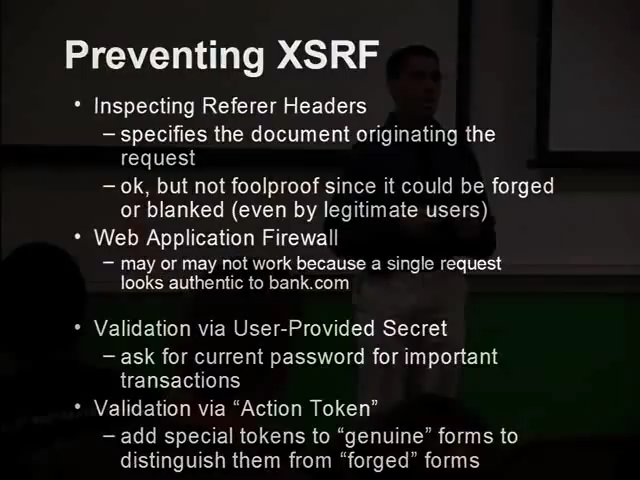 Preventing XSRF
• Inspecting Referer Headers
– specifies the document originating the
request
– ok, but not foolproof since it could be forged
or blanked (even by legitimate users)
• Web Application Firewall
– may or may not work because a single request
looks authentic to bank.com
• Validation via User-Provided Secret
– ask for current password for important
transactions
• Validation via “Action Token”
– add special tokens to “genuine” forms to
distinguish them from “forged” forms